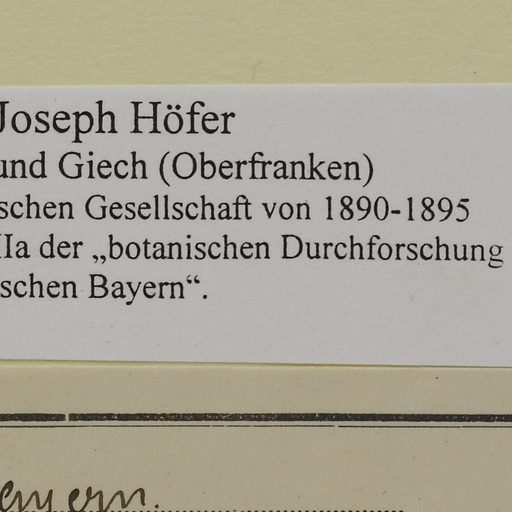 Joseph Höfer
und Giech (Oberfranken)
schen Gesellschaft von 1890-1895
IIa der „botanischen Durchforschung
schen Bayern“.